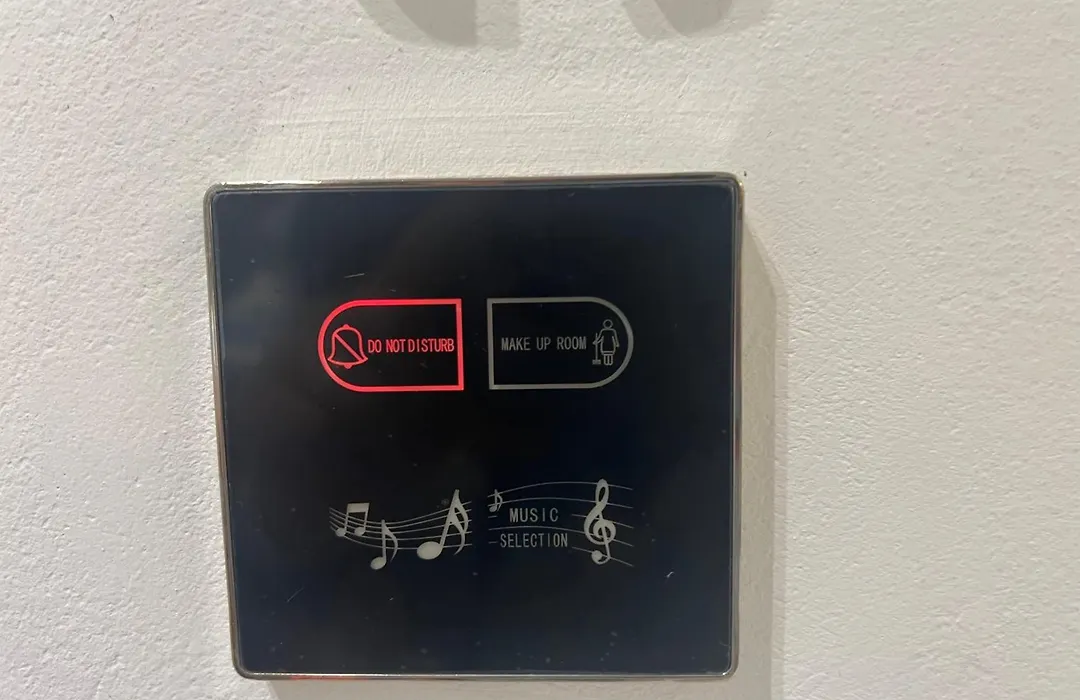 DO NOT DISTURB
MAKE UP ROOM
MUSIC
SELECTION